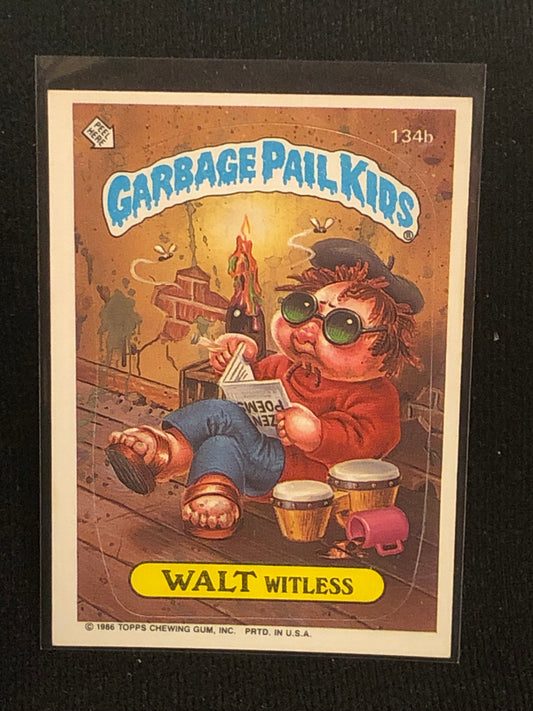 PEEL
HERE
134b
GARBAGE PAIL KIDS
®
ZEN
POEMS
WALT WITLESS
© 1986 TOPPS CHEWING GUM, INC. PRTD. IN U.S.A.